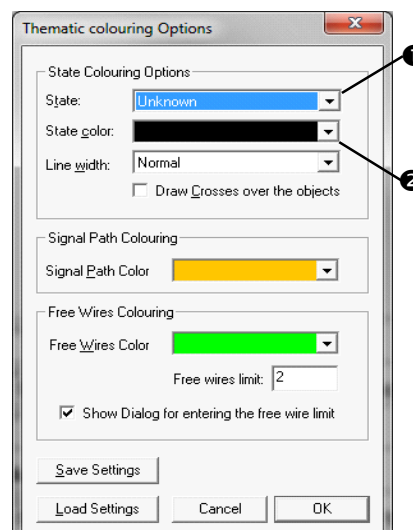 Thematic colouring Options
State Colouring Options
State: Unknown
State color:
Line width: Normal
Draw Crosses over the objects
Signal Path Colouring
Signal Path Color
Free Wires Colouring
Free Wires Color
Free wires limit: 2
Show Dialog for entering the free wire limit
Save Settings
Load Settings Cancel OK